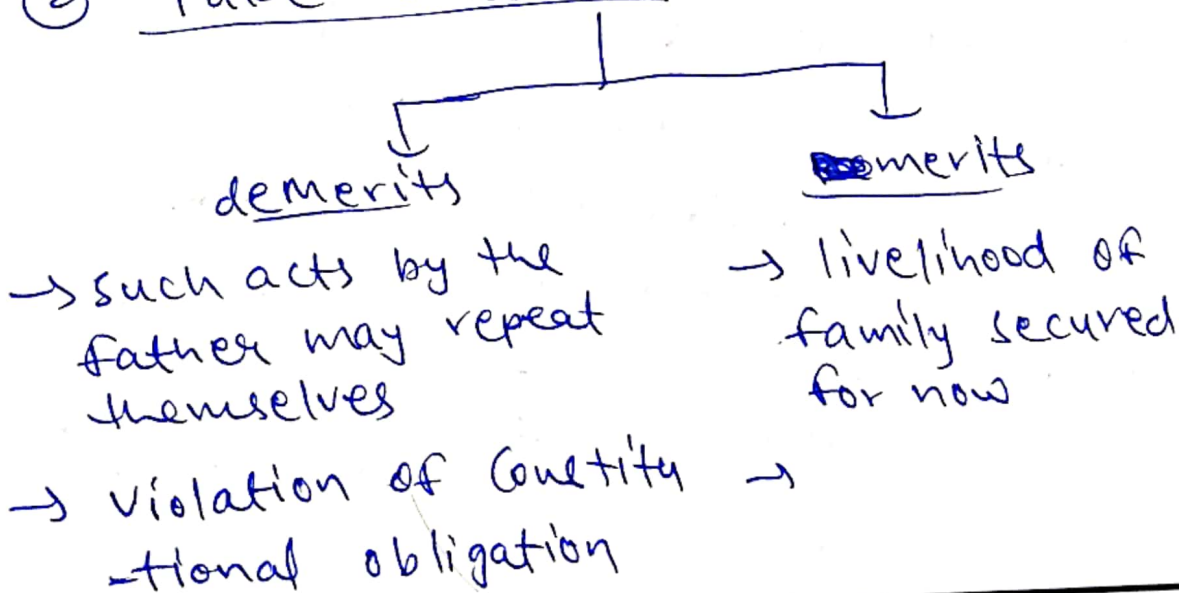 demerits
merits
→ such acts by the
father may repeat
themselves
→ livelihood of
family secured
for now
→ violation of Constitu
-tional obligation
→